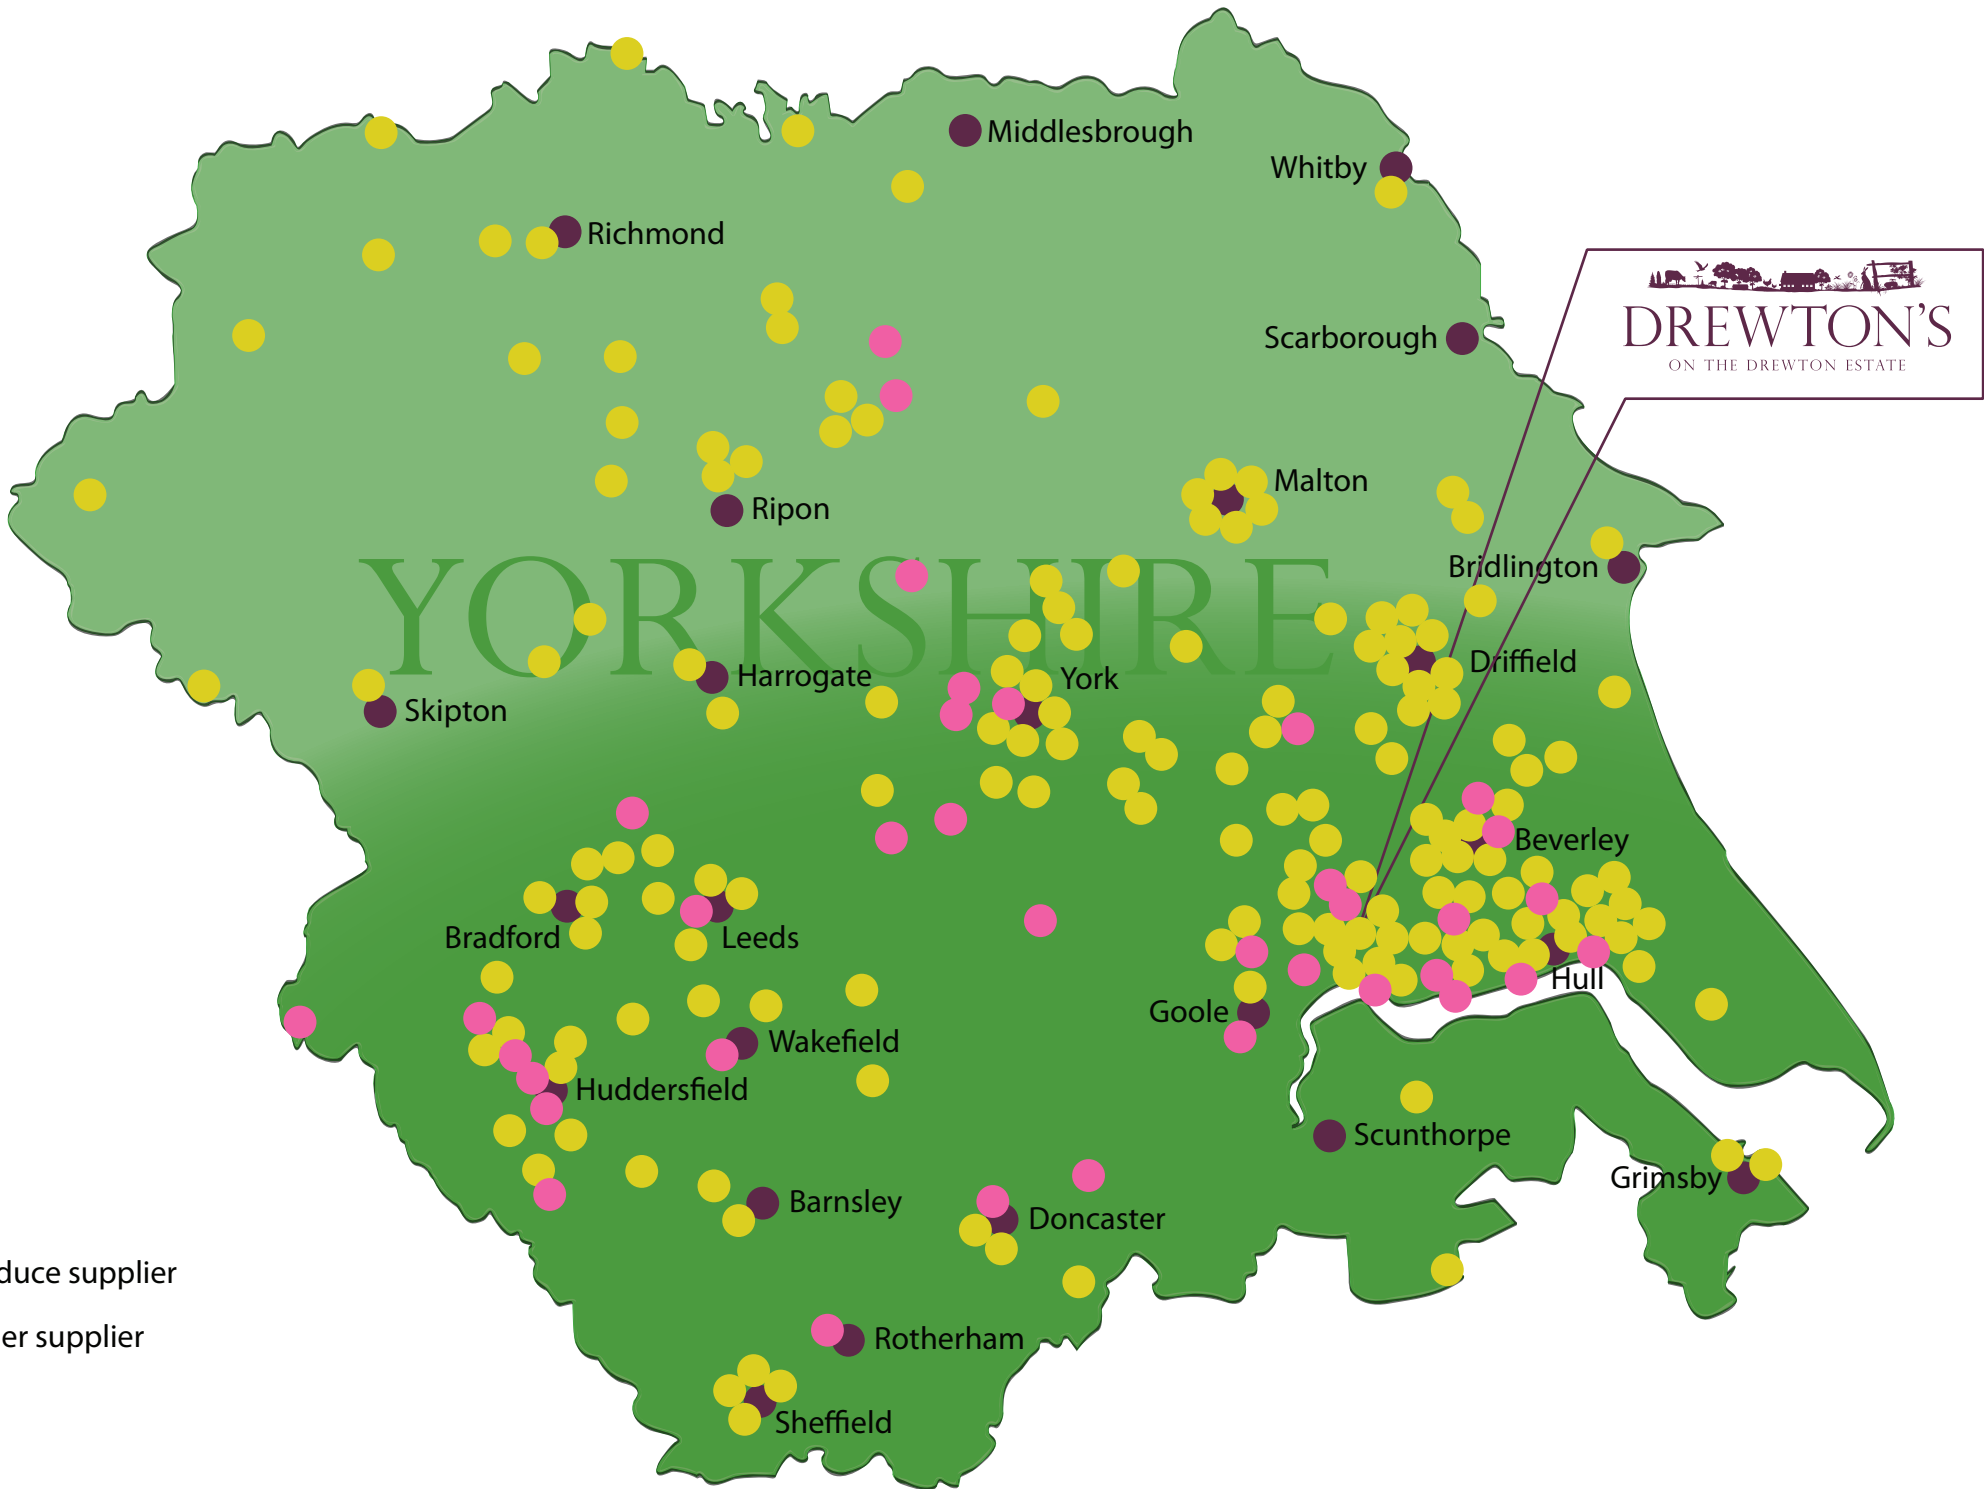 Middlesbrough
Whitby
Richmond
DREWTON'S
ON THE DREWTON ESTATE
Scarborough
Malton
Ripon
YORKSHIRE
Bridlington
Driffield
Harrogate
York
Skipton
Beverley
Bradford
Leeds
Hull
Goole
Wakefield
Huddersfield
Scunthorpe
Grimsby
Barnsley
Doncaster
duce supplier
er supplier
Rotherham
Sheffield